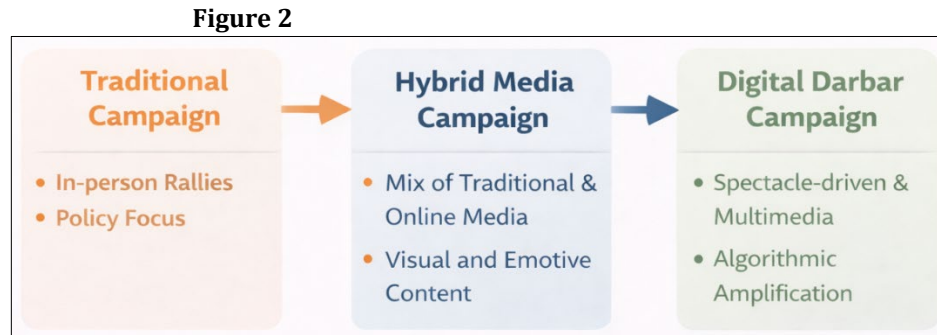 Figure 2
Traditional
Campaign
• In-person Rallies
• Policy Focus
Hybrid Media
Campaign
• Mix of Traditional &
Online Media
• Visual and Emotive
Content
Digital Darbar
Campaign
• Spectacle-driven &
Multimedia
• Algorithmic
Amplification